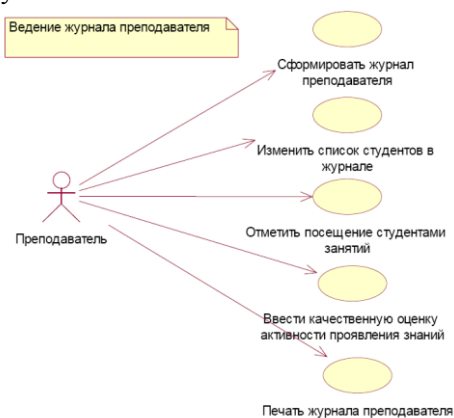 Ведение журнала преподавателя
Сформировать журнал
преподавателя
Изменить список студентов в
журнале
Преподаватель
Отметить посещение студентами
занятий
Ввести качественную оценку
активности проявления знаний
Печать журнала преподавателя